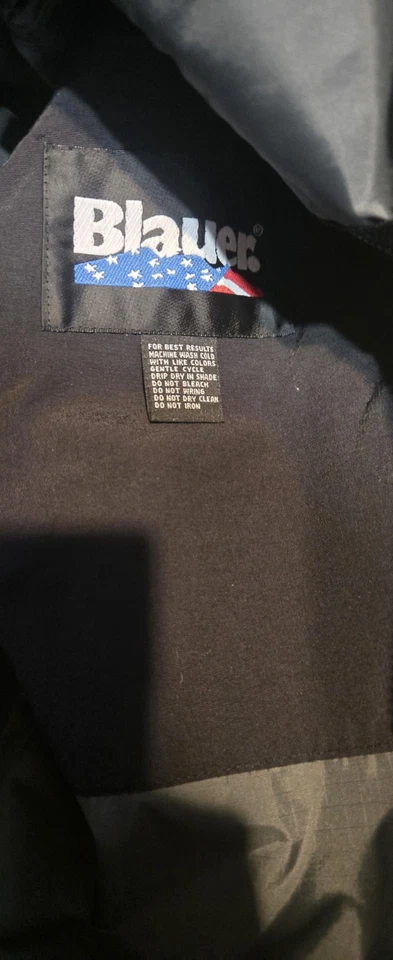 Blauer®
FOR BEST RESULTS
MACHINE WASH COLD
WITH LIKE COLORS
GENTLE CYCLE
DRIP DRY IN SHADE
DO NOT BLEACH
DO NOT WRING
DO NOT DRY CLEAN
DO NOT IRON